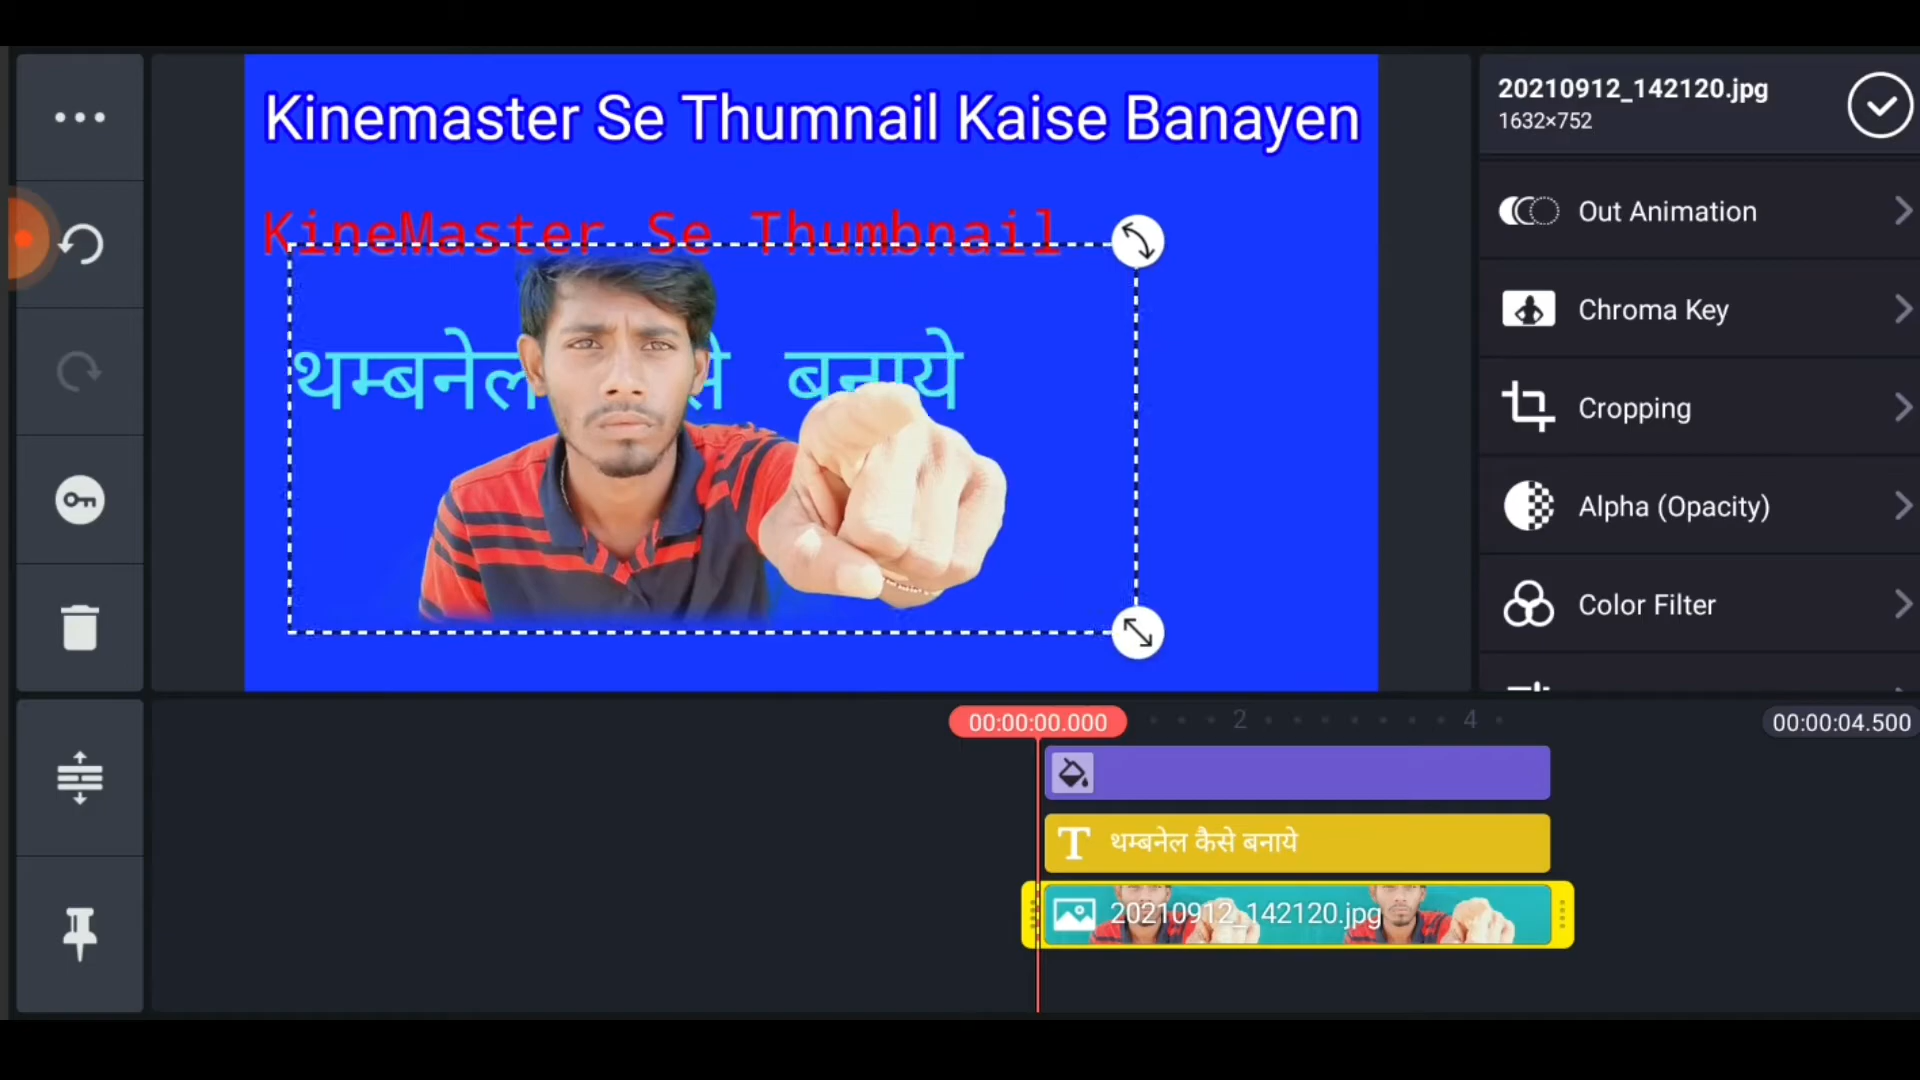 Kinemaster Se Thumnail Kaise Banayen
KineMaster Se Thumbnail
थम्बनेल से बनाये
20210912_142120.jpg
1632×752
Out Animation
Chroma Key
Cropping
Alpha (Opacity)
Color Filter
00:00:00.000
2
4
00:00:04.500
थम्बनेल कैसे बनाये
20210912_142120.jpg